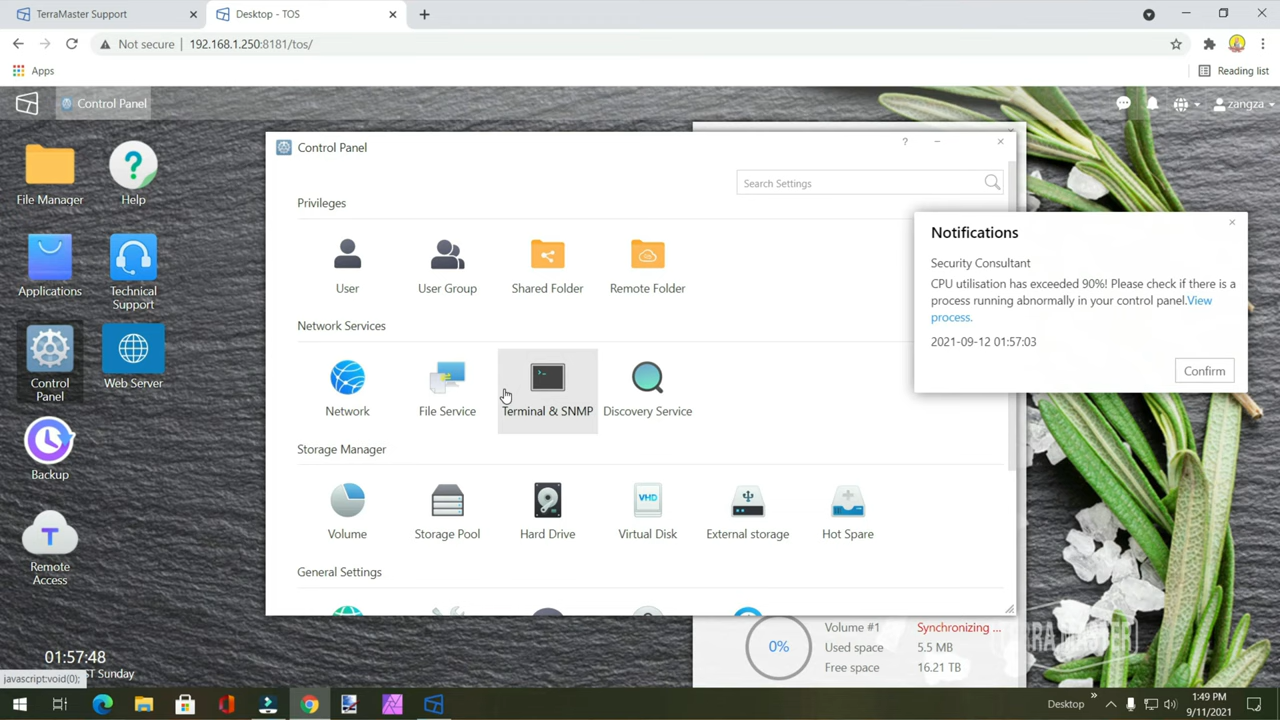 TerraMaster Support
Desktop - TOS
Not secure
192.168.1.250:8181/tos/
Apps
Reading list
Control Panel
zangza
File Manager
Help
Applications
Technical
Support
Control
Panel
Web Server
Backup
Remote
Access
Control Panel
?
Search Settings
Privileges
User
User Group
Shared Folder
Remote Folder
Network Services
Network
File Service
Terminal & SNMP
Discovery Service
Storage Manager
Volume
Storage Pool
Hard Drive
VHD
Virtual Disk
External storage
Hot Spare
General Settings
Notifications
Security Consultant
CPU utilisation has exceeded 90%! Please check if there is a
process running abnormally in your control panel.View
process.
2021-09-12 01:57:03
Confirm
0%
Volume #1
Synchronizing ...
Used space
5.5 MB
Free space
16.21 TB
01:57:48
ST Sunday
javascript:void(0);
Desktop
1:49 PM
9/11/2021